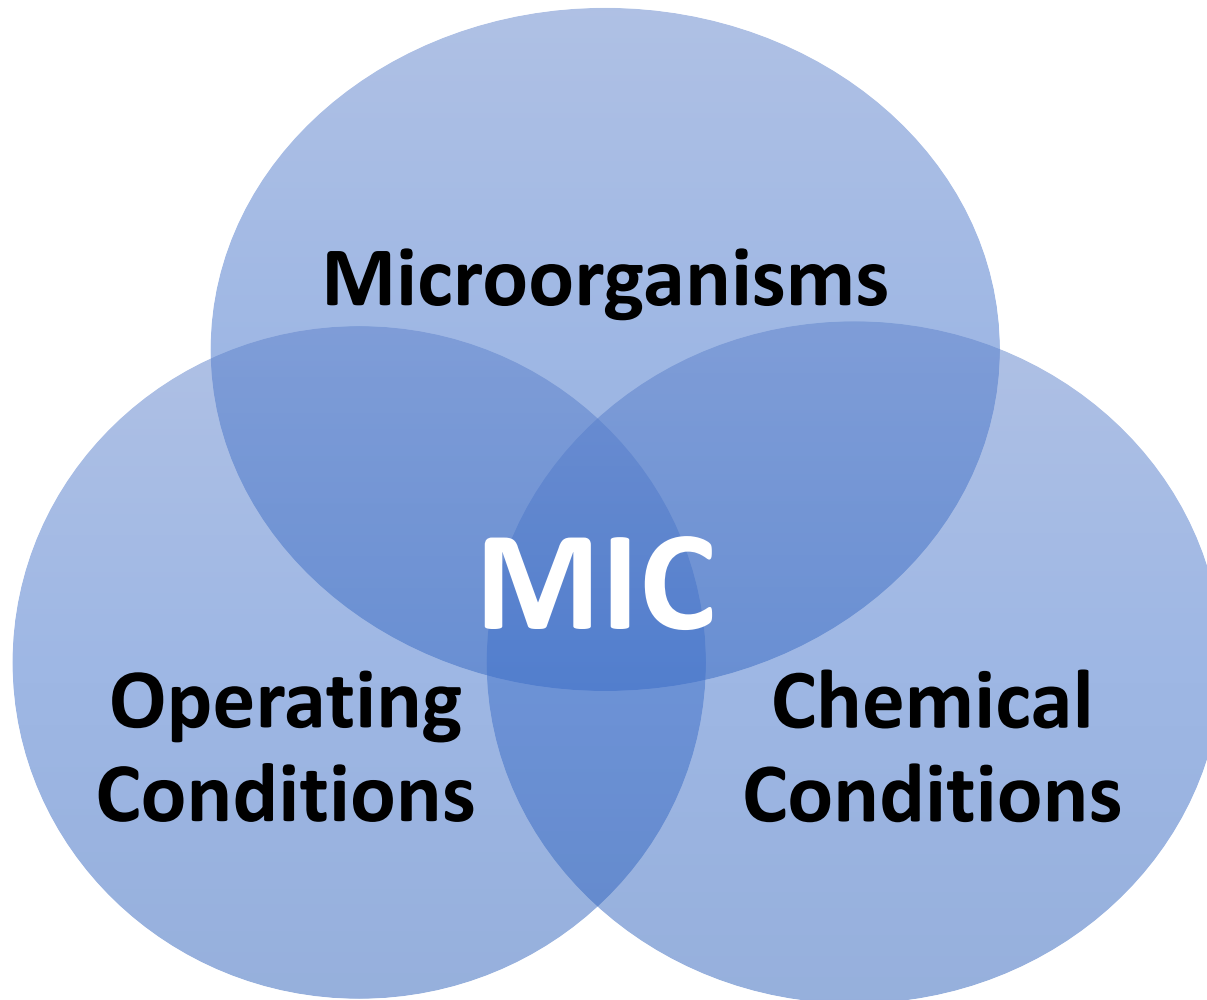 Microorganisms
MIC
Operating
Conditions
Chemical
Conditions